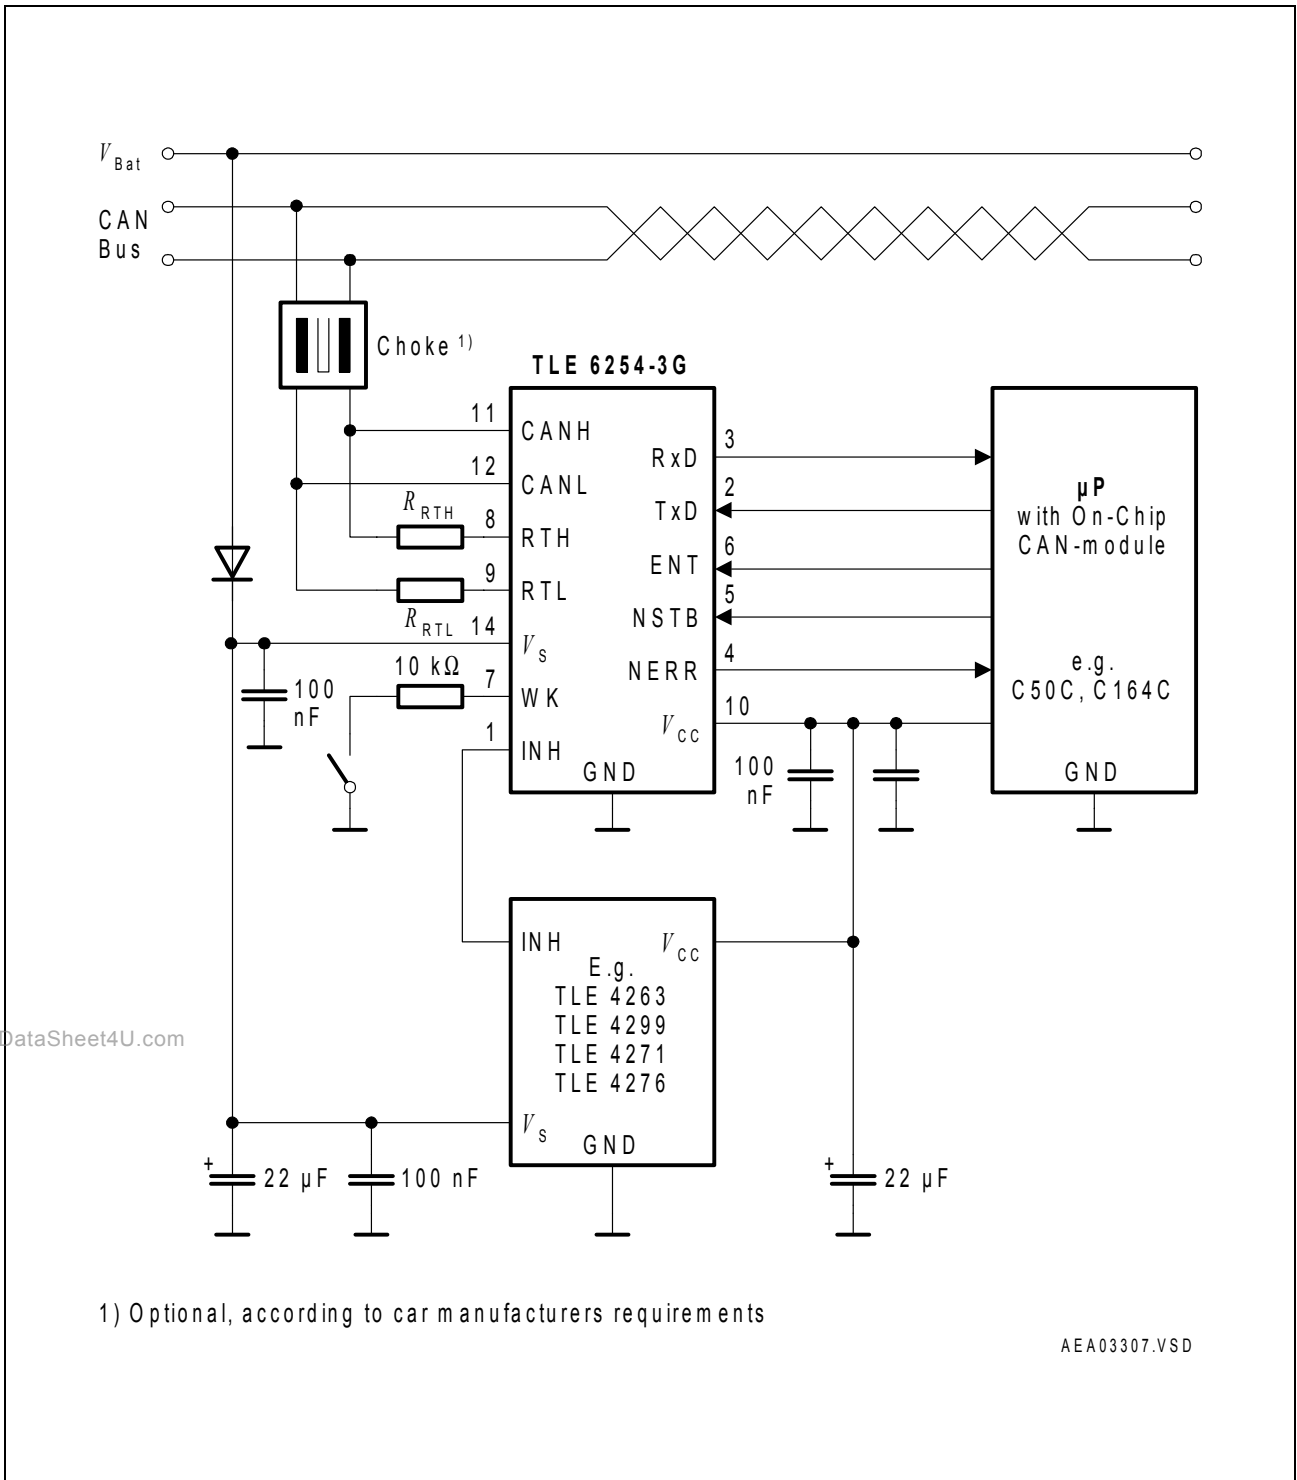 V Bat
CAN
Bus
Choke 1)
TLE 6254-3G
11
CANH
12
CANL
R RTH
8
RTH
9
RTL
R RTL
14
V S
10 kΩ
7
WK
1
INH
GND
100
nF
RxD
3
TxD
2
ENT
6
NSTB
5
NERR
4
V CC
10
100
nF
µP
with On-Chip
CAN-module
e.g.
C50C, C164C
GND
INH
V CC
E.g.
TLE 4263
TLE 4299
TLE 4271
TLE 4276
V S
GND
+
22 µF
100 nF
+
22 µF
DataSheet4U.com
1) Optional, according to car manufacturers requirements
AEA03307.VSD